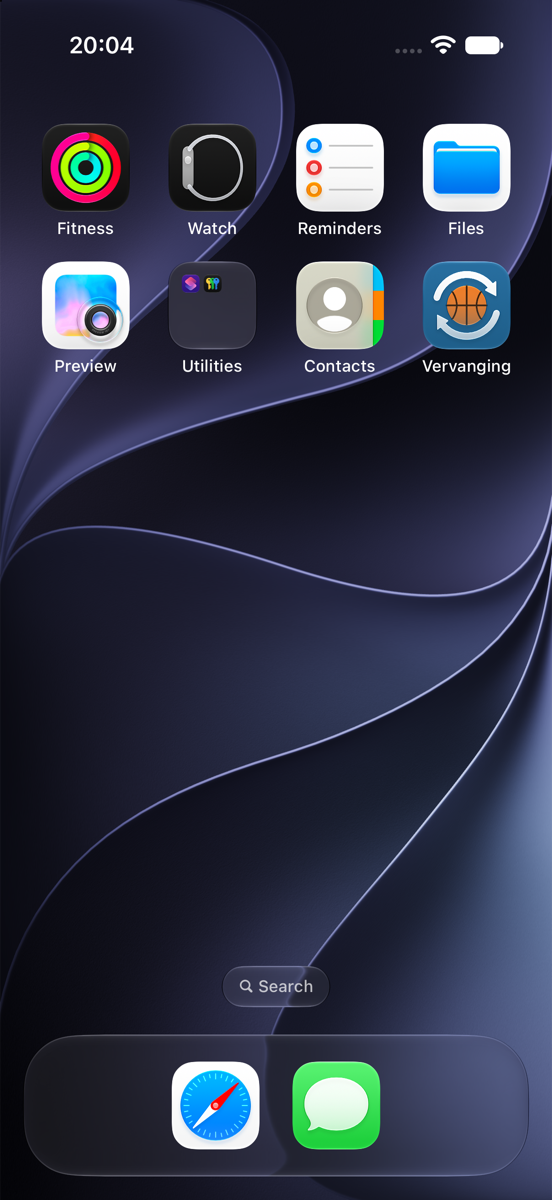 20:04
Fitness
Watch
Reminders
Files
Preview
Utilities
Contacts
Vervanging
Search